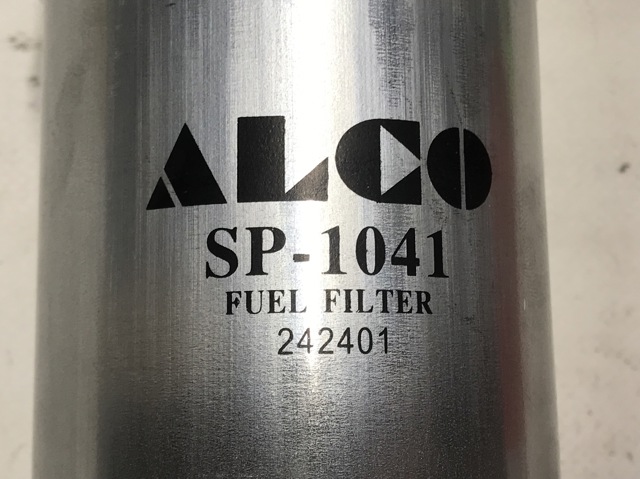 ALCO
SP-1041
FUEL FILTER
242401